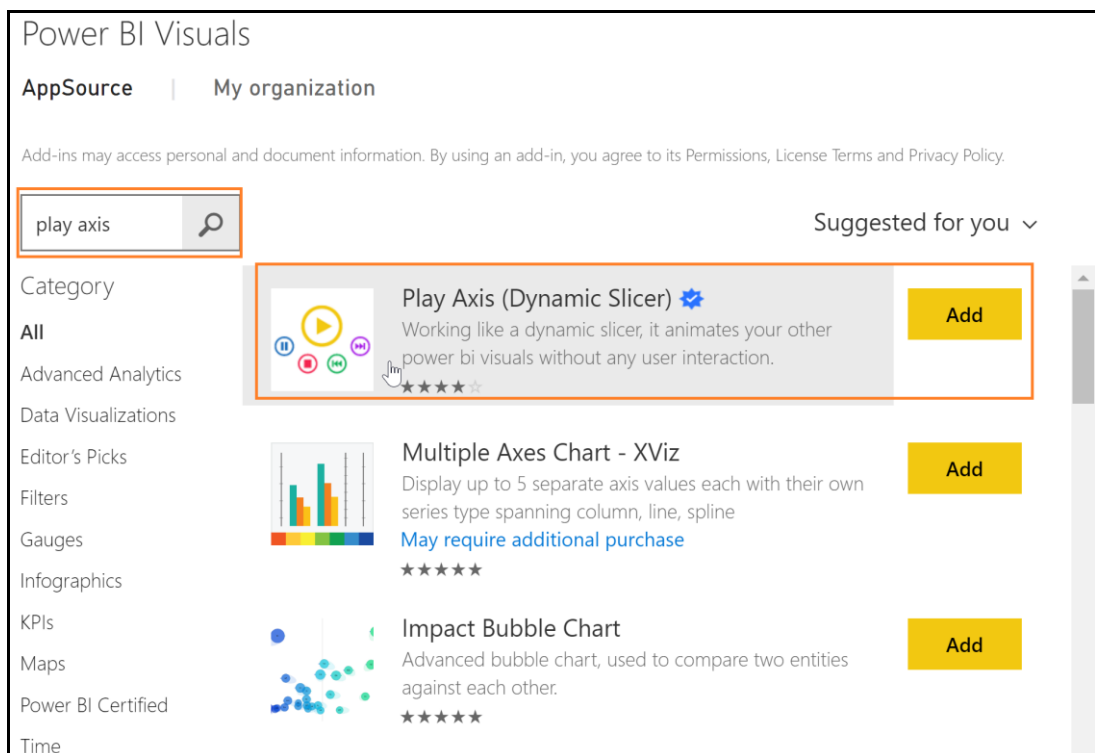 Power BI Visuals
AppSource | My organization
Add-ins may access personal and document information. By using an add-in, you agree to its Permissions, License Terms and Privacy Policy.
play axis
Suggested for you
Category
All
Advanced Analytics
Data Visualizations
Editor's Picks
Filters
Gauges
Infographics
KPIs
Maps
Power BI Certified
Time
Play Axis (Dynamic Slicer)
Working like a dynamic slicer, it animates your other
power bi visuals without any user interaction.
Add
Multiple Axes Chart - XViz
Display up to 5 separate axis values each with their own
series type spanning column, line, spline
May require additional purchase
Add
Impact Bubble Chart
Advanced bubble chart, used to compare two entities
against each other.
Add